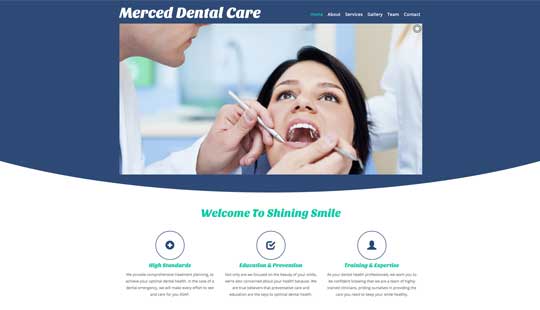 Merced Dental Care
Home About Services Gallery Team Contact
Welcome To Shining Smile
High Standards
We provide comprehensive treatment planning, to
achieve your optimal dental health. In the case of a
dental emergency, we will make every effort to see
and care for you ASAP.
Education & Prevention
Not only are we focused on the beauty of your smile,
we're also concerned about your health because. We
are true believers that preventative care and
education are the keys to optimal dental health.
Training & Expertise
As your dental health professionals, we want you to
be confident knowing that we are a team of highly
trained clinicians, priding ourselves in providing the
care you need to keep your smile healthy.